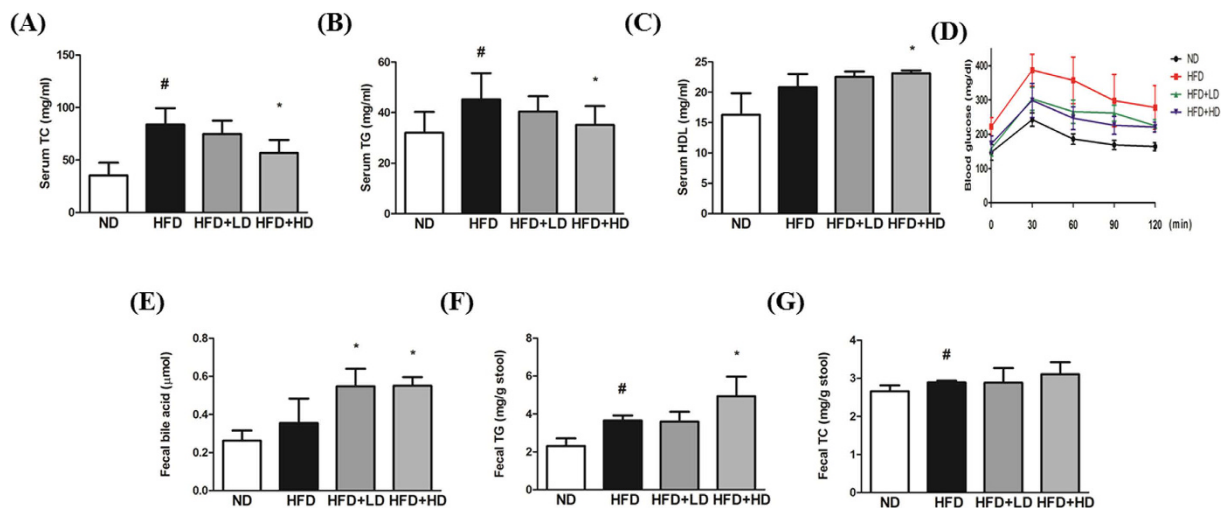 (A)
Serum TC (mg/ml)
150
100
50
0
#
*
ND HFD HFD+LD HFD+HD
(B)
Serum TG (mg/ml)
60
40
20
0
#
*
ND HFD HFD+LD HFD+HD
(C)
Serum HDL (mg/ml)
25
20
15
10
5
0
*
ND HFD HFD+LD HFD+HD
(D)
Blood glucose (mg/dl)
400
300
200
100
0 30 60 90 120 (min)
ND
HFD
HFD+LD
HFD+HD
(E)
Fecal bile acid (μmol)
0.8
0.6
0.4
0.2
0.0
*
*
ND HFD HFD+LD HFD+HD
(F)
Fecal TG (mg/g stool)
8
6
4
2
0
#
*
ND HFD HFD+LD HFD+HD
(G)
Fecal TC (mg/g stool)
4
3
2
1
0
#
ND HFD HFD+LD HFD+HD